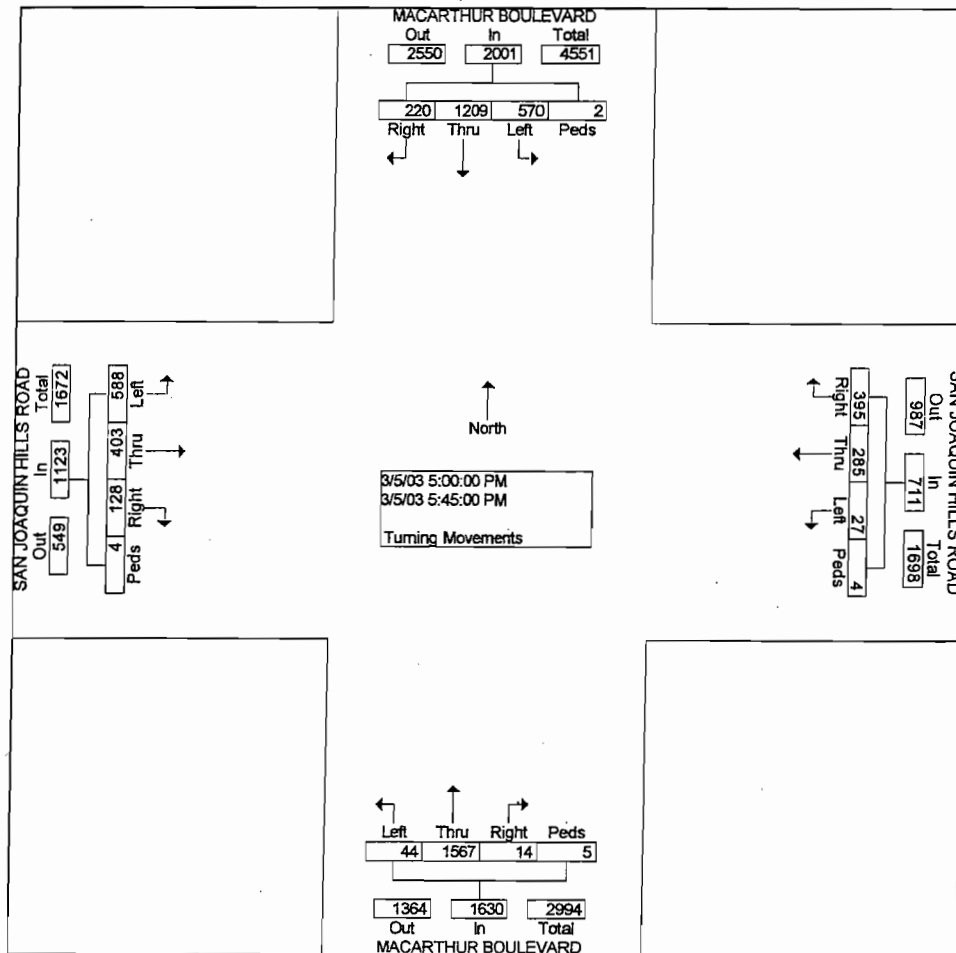 MACARTHUR BOULEVARD
Out In Total
2550 2001 4551
220 1209 570 2
Right Thru Left Peds
SAN JOAQUIN HILLS ROAD
Total In Out
1672 1123 549
588 403 128 4
Left Thru Right Peds
North
3/5/03 5:00:00 PM
3/5/03 5:45:00 PM
Turning Movements
Right Thru Left Peds
395 285 27 4
987 711 1698
Out In Total
SAN JOAQUIN HILLS ROAD
Left Thru Right Peds
44 1567 14 5
1364 1630 2994
Out In Total
MACARTHUR BOULEVARD